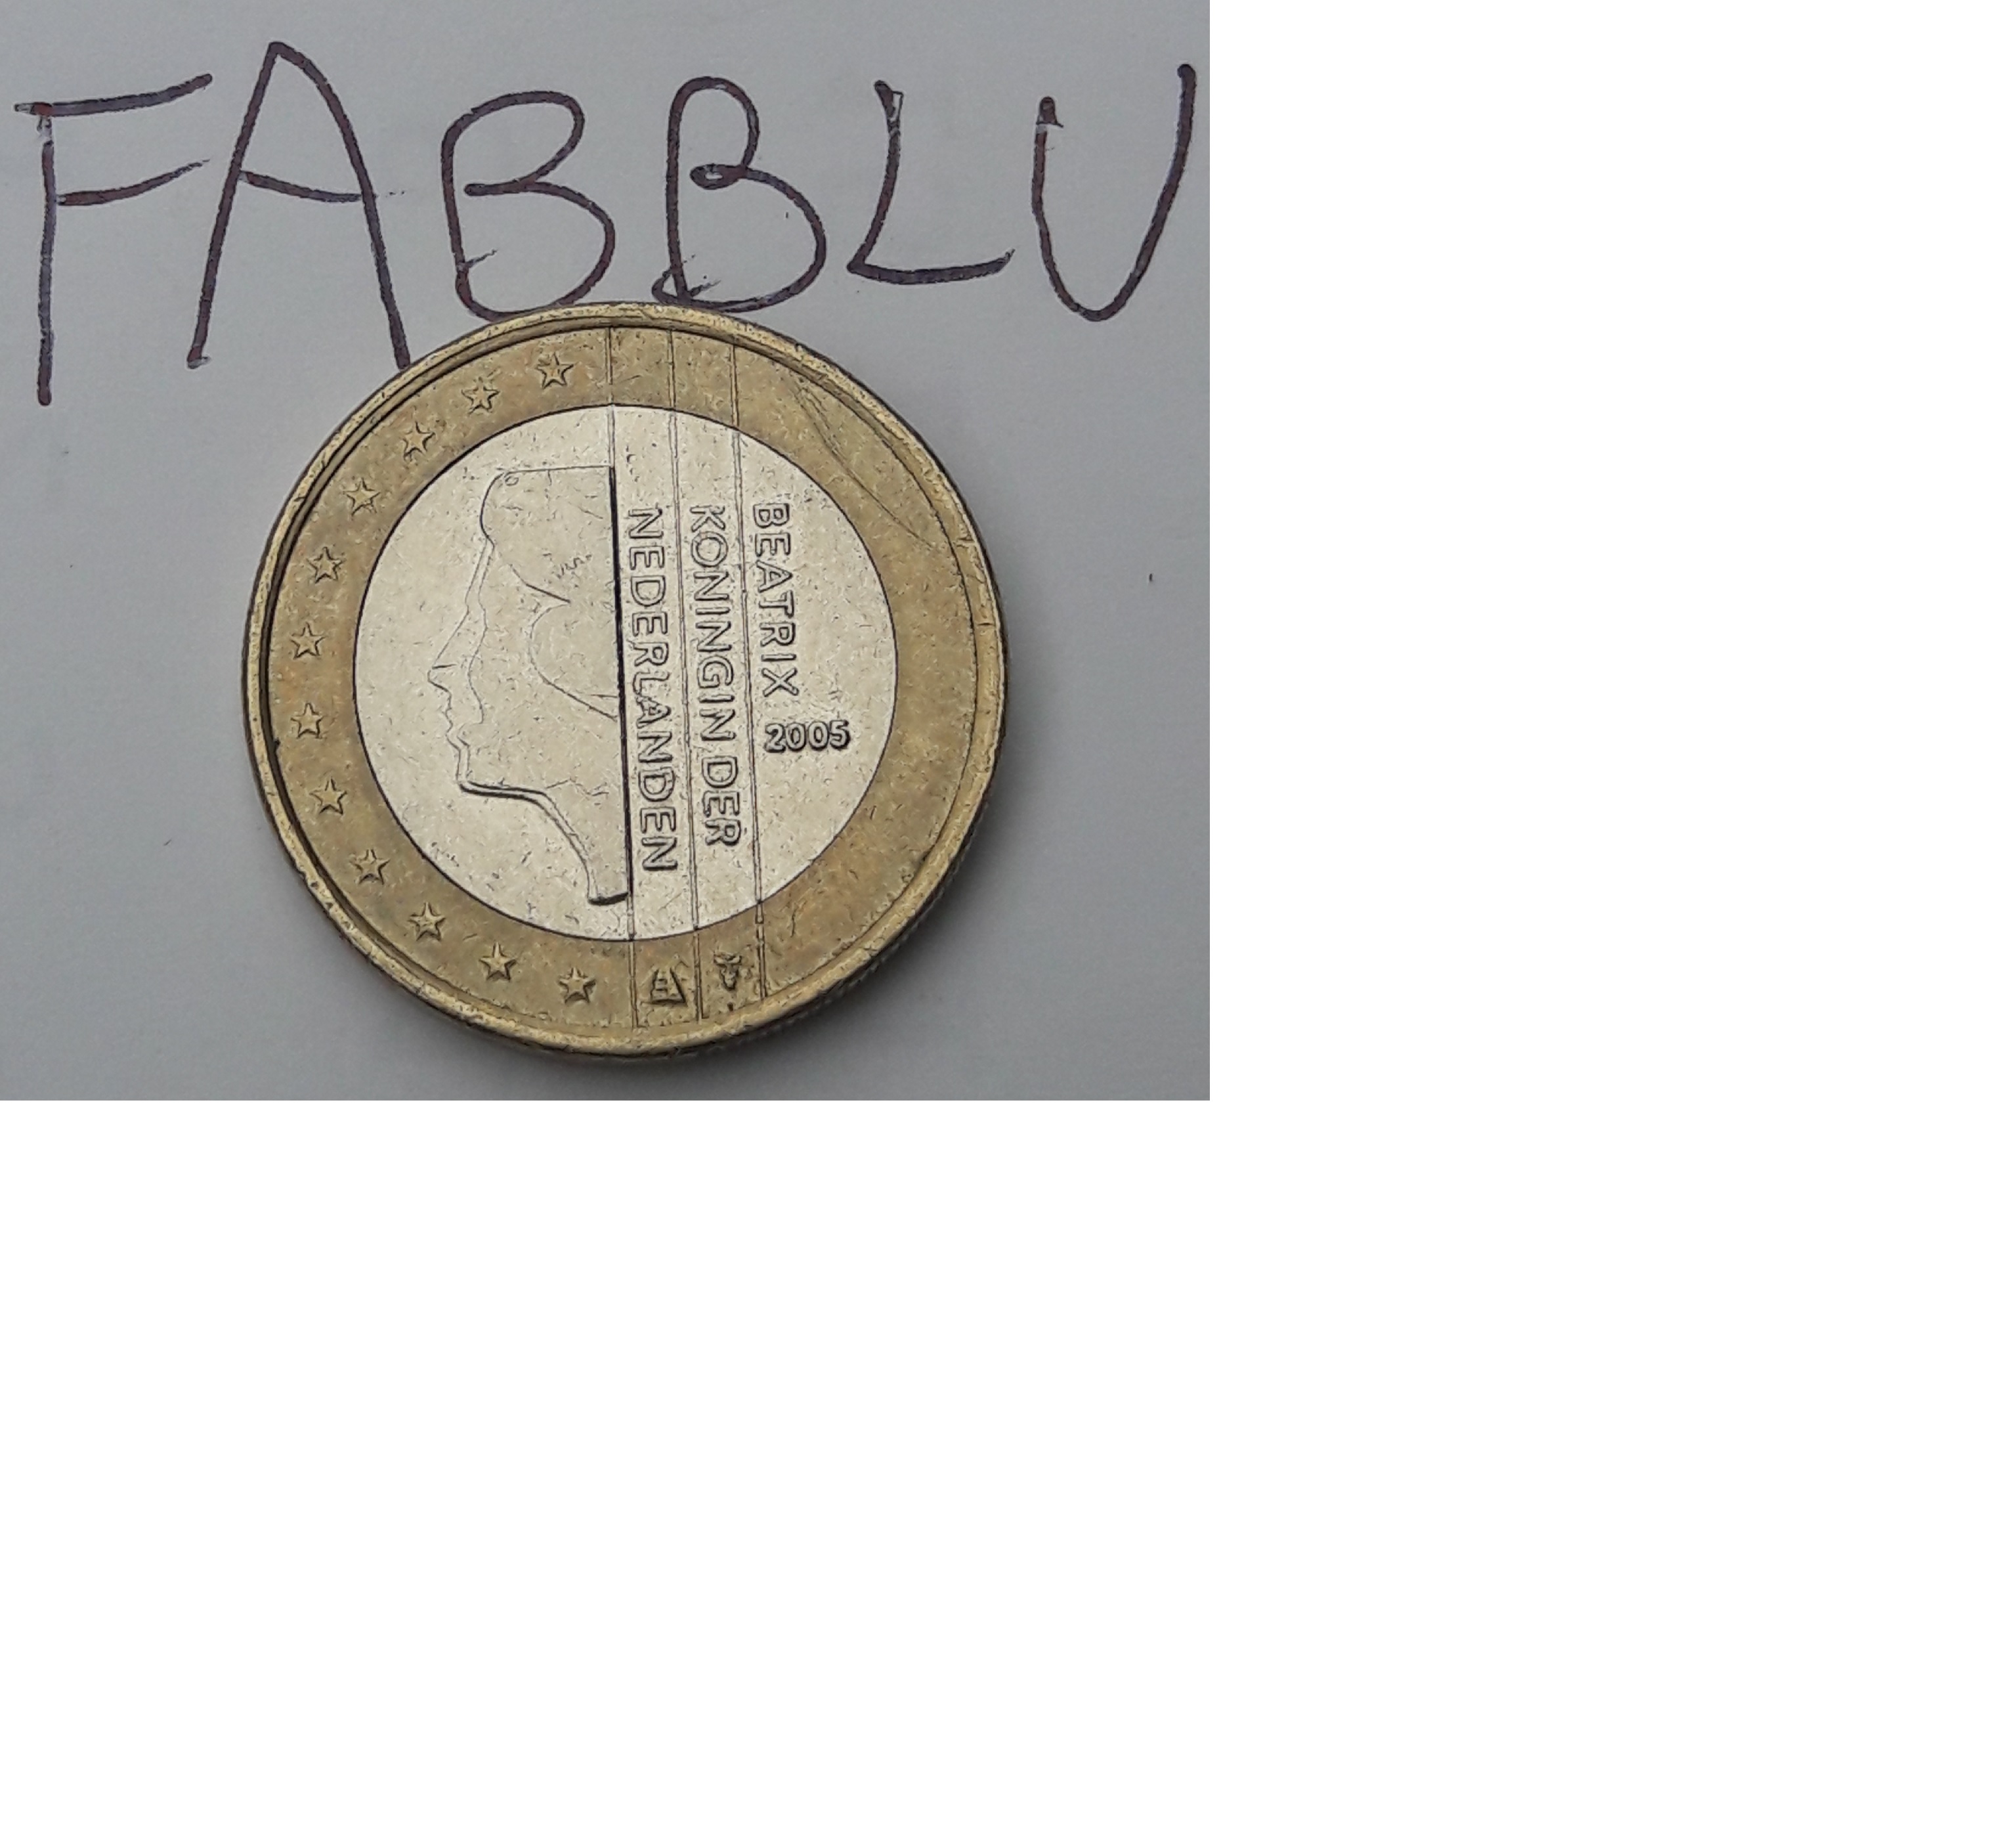 FABBLU
BEATRIX
KONINGIN DER
NEDERLANDEN
2005